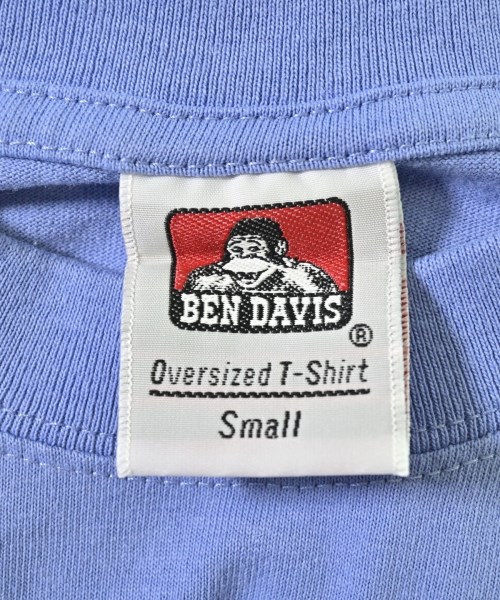 BEN DAVIS
®
Oversized T-Shirt
Small